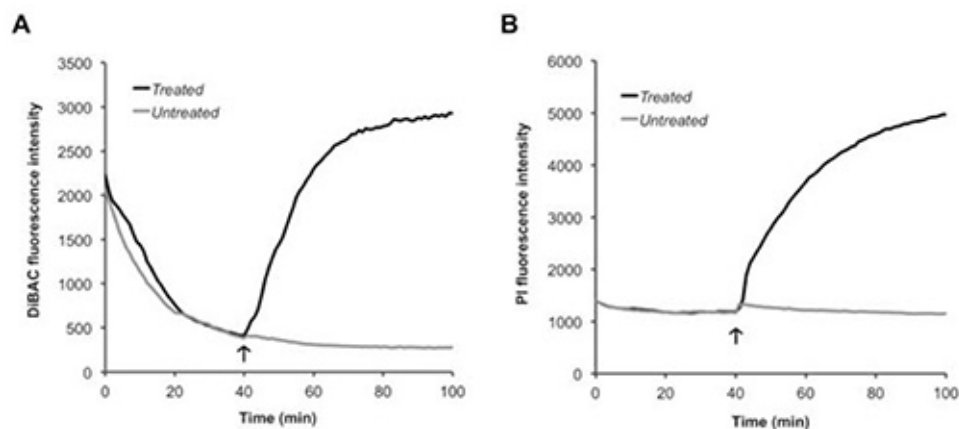 A
DiBAC fluorescence intensity
3500
3000
2500
2000
1500
1000
500
0
Treated
Untreated
0 20 40 60 80 100
Time (min)
B
PI fluorescence intensity
6000
5000
4000
3000
2000
1000
0
Treated
Untreated
0 20 40 60 80 100
Time (min)